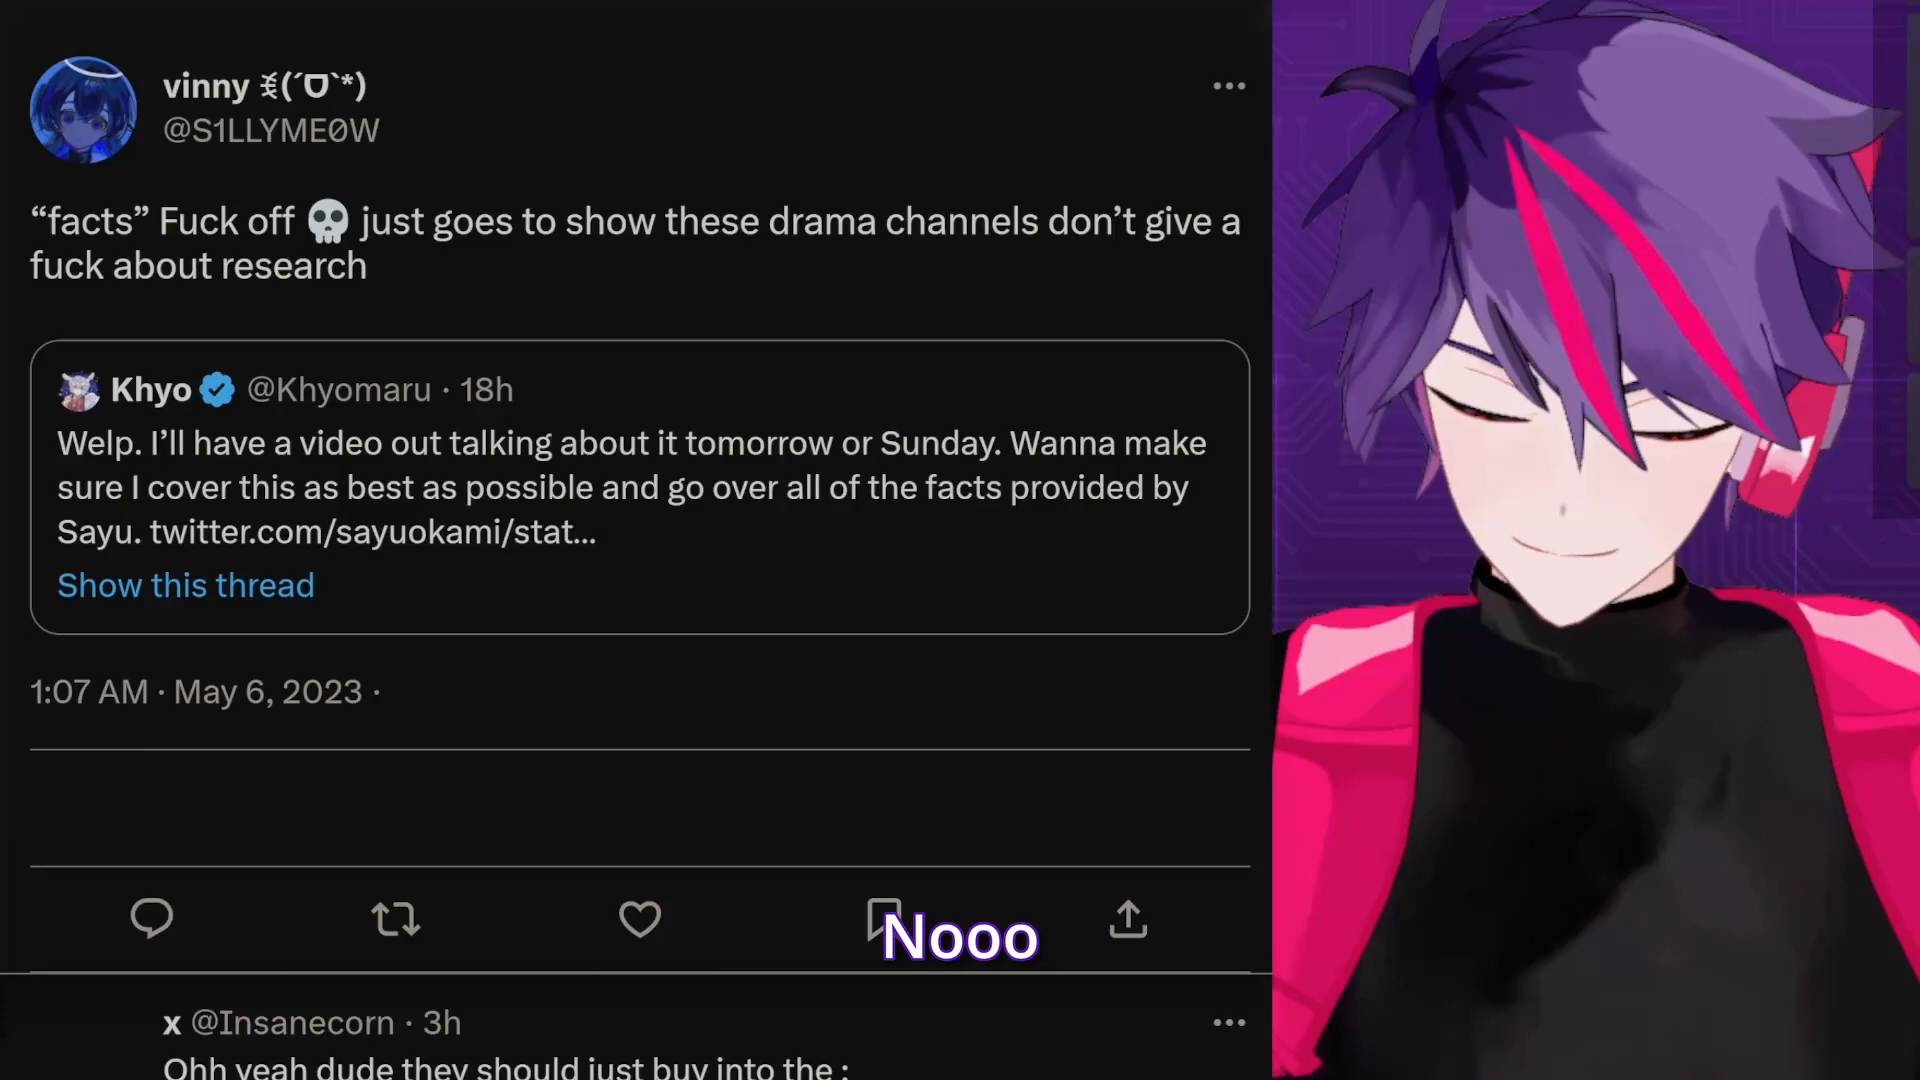 vinny ⺘(´ᗜ`*)
@S1LLYME0W
“facts” Fuck off 💀 just goes to show these drama channels don’t give a
fuck about research
Khyo @Khyomaru · 18h
Welp. I’ll have a video out talking about it tomorrow or Sunday. Wanna make
sure I cover this as best as possible and go over all of the facts provided by
Sayu. twitter.com/sayuokami/stat...
Show this thread
1:07 AM · May 6, 2023 ·
Nooo
x @Insanecorn · 3h
Ohh yeah dude they should just buy into the :